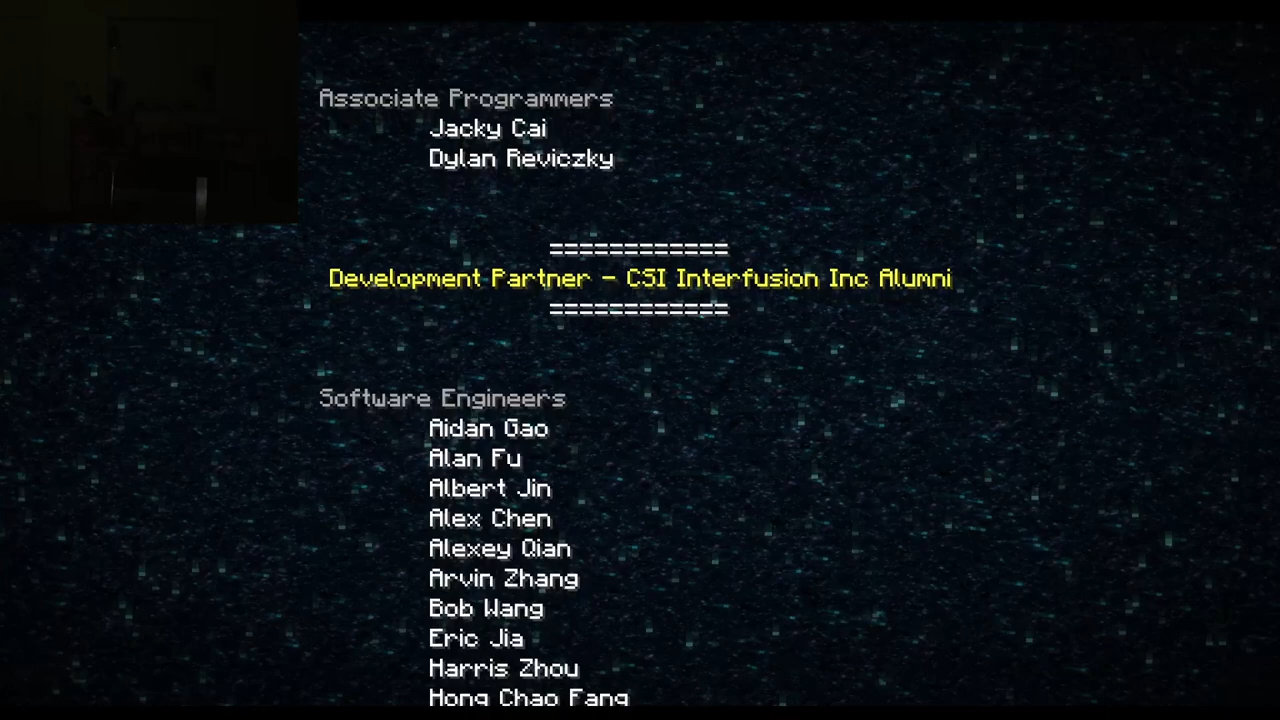 Associate Programmers
Jacky Cai
Dylan Reviczky
============
Development Partner - CSI Interfusion Inc Alumni
============
Software Engineers
Aidan Gao
Alan Fu
Albert Jin
Alex Chen
Alexey Qian
Arvin Zhang
Bob Wang
Eric Jia
Harris Zhou
Hong Chao Fang